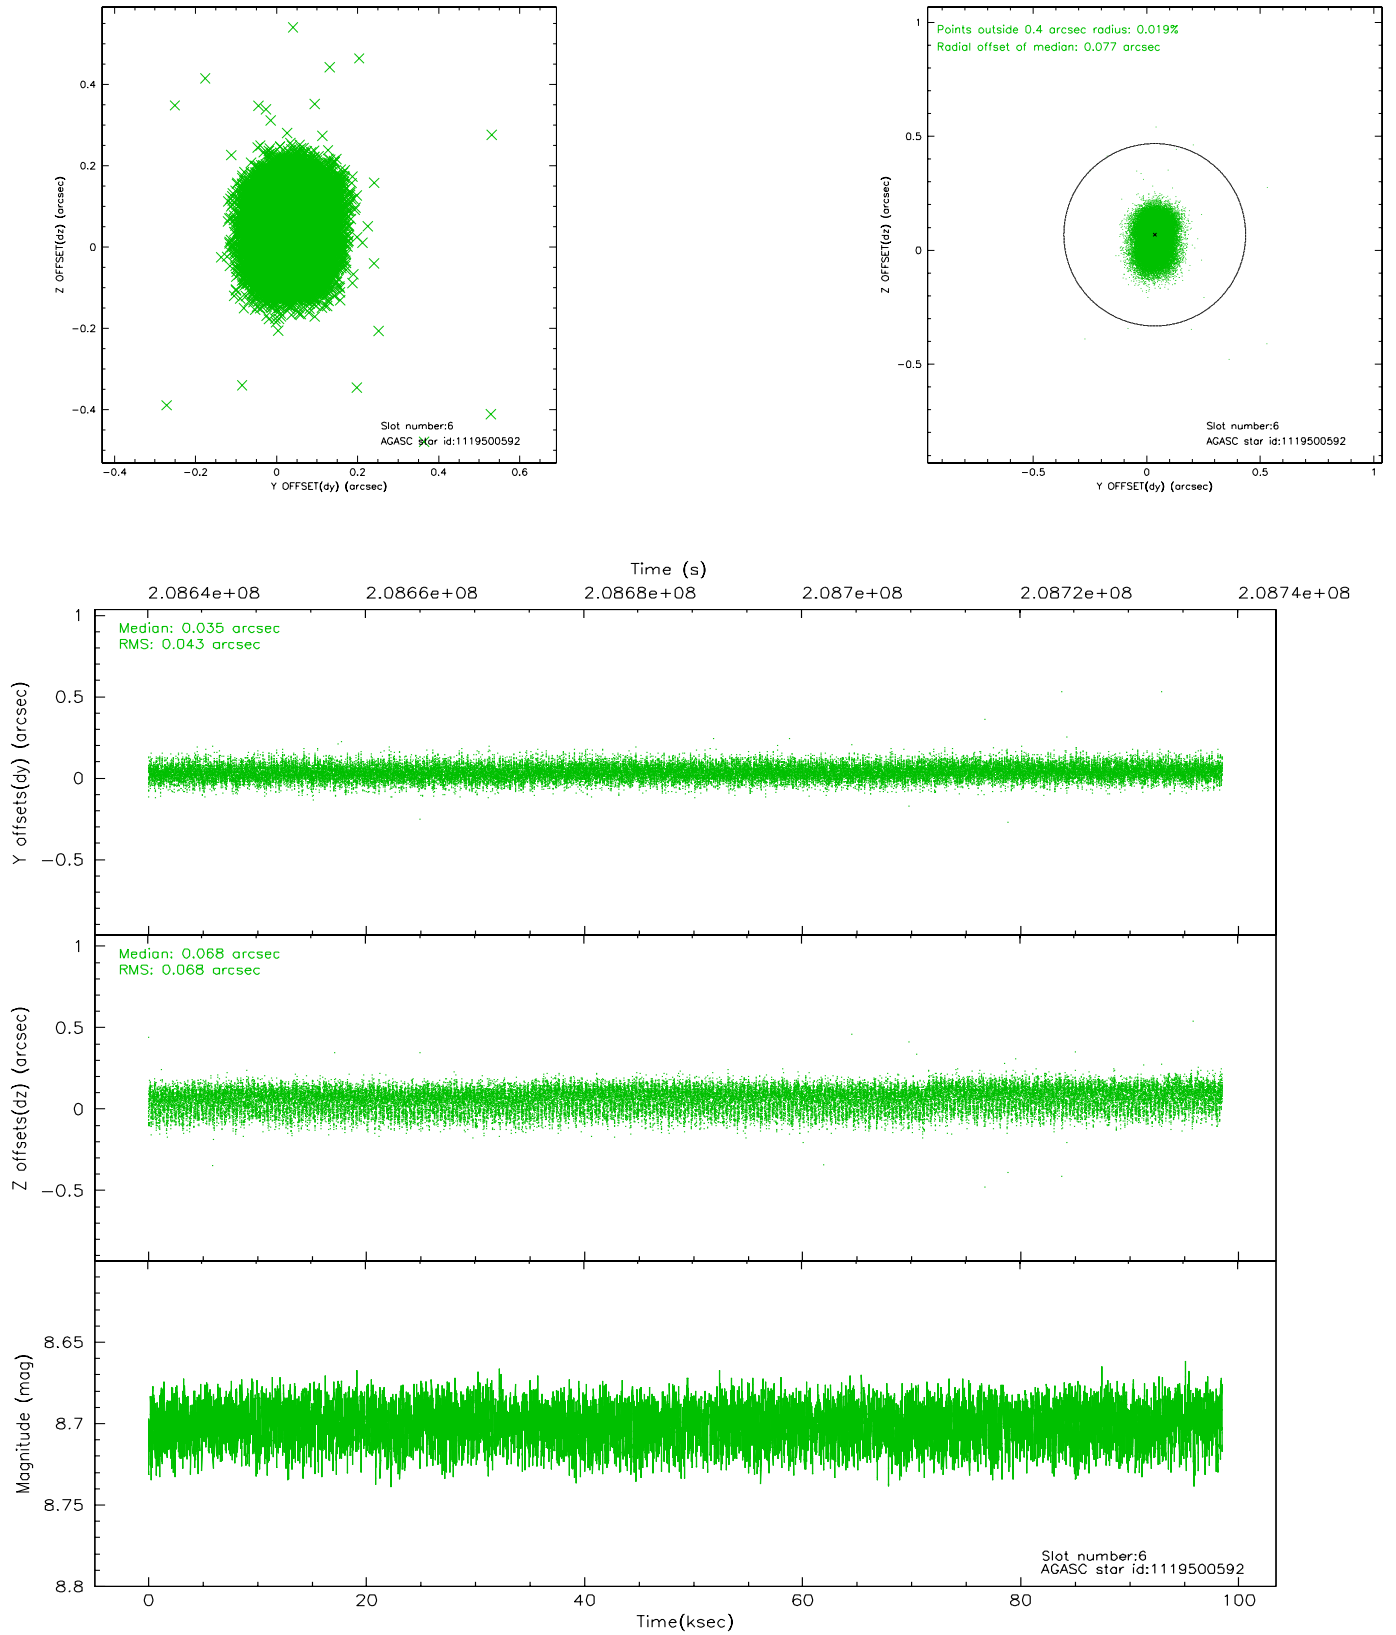 0.4
0.2
0
−0.2
−0.4
Z OFFSET(dz) (arcsec)
−0.4
−0.2
0
0.2
0.4
0.6
Y OFFSET(dy) (arcsec)
Slot number:6
AGASC star id:1119500592
Points outside 0.4 arcsec radius: 0.019%
Radial offset of median: 0.077 arcsec
1
0.5
0
−0.5
Z OFFSET(dz) (arcsec)
−0.5
0
0.5
1
Y OFFSET(dy) (arcsec)
Slot number:6
AGASC star id:1119500592
Time (s)
2.0864e+08
2.0866e+08
2.0868e+08
2.087e+08
2.0872e+08
2.0874e+08
Median: 0.035 arcsec
RMS: 0.043 arcsec
1
0.5
0
−0.5
Y offsets(dy) (arcsec)
Median: 0.068 arcsec
RMS: 0.068 arcsec
1
0.5
0
−0.5
Z offsets(dz) (arcsec)
8.65
8.7
8.75
8.8
Magnitude (mag)
Slot number:6
AGASC star id:1119500592
0
20
40
60
80
100
Time(ksec)